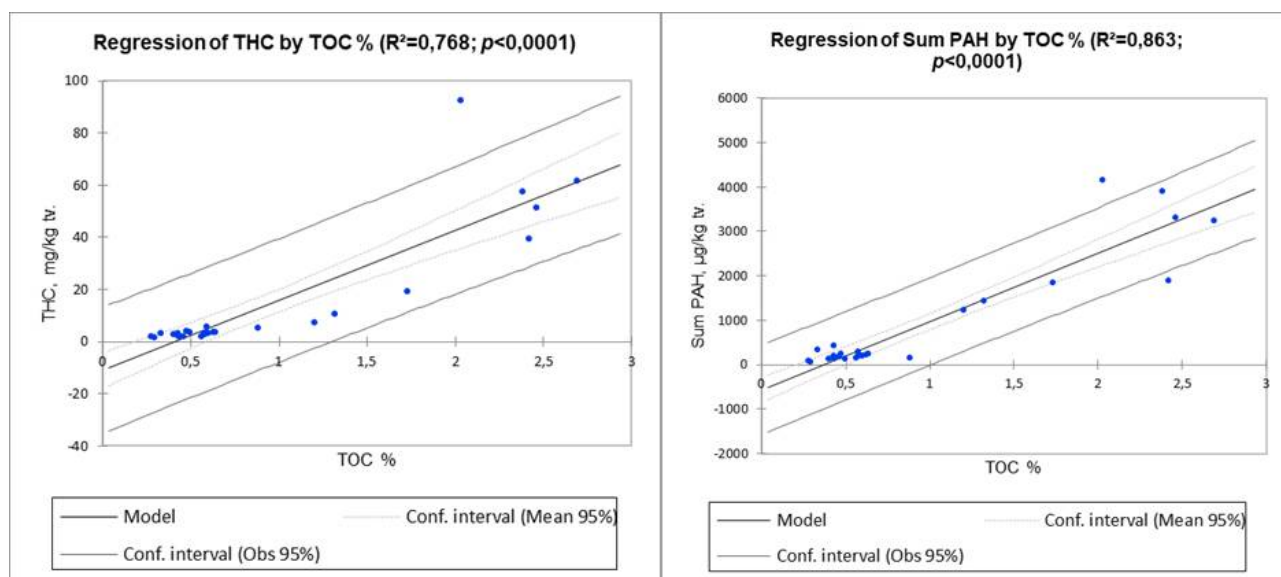 Regression of THC by TOC % (R²=0,768; p<0,0001)
100
80
60
40
20
0
-20
-40
THC, mg/kg tv.
0
0,5
1
1,5
2
2,5
3
TOC %
Model
Conf. interval (Mean 95%)
Conf. interval (Obs 95%)
Regression of Sum PAH by TOC % (R²=0,863;
p<0,0001)
6000
5000
4000
3000
2000
1000
0
-1000
-2000
Sum PAH, µg/kg tv.
0
0,5
1
1,5
2
2,5
3
TOC %
Model
Conf. interval (Mean 95%)
Conf. interval (Obs 95%)